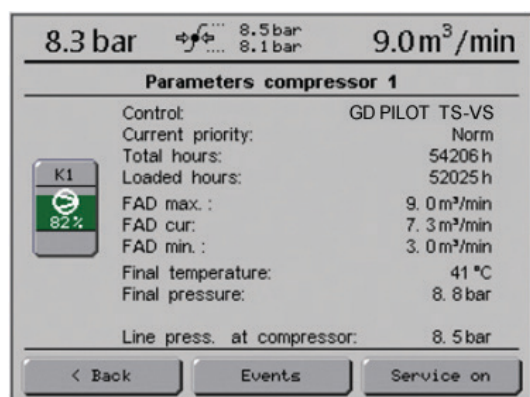 8.3 bar 8.5 bar 9.0 m³/min
8.1 bar
Parameters compressor 1
Control: GD PILOT TS-VS
Current priority: Norm
Total hours: 54206 h
Loaded hours: 52025 h
K1
82%
FAD max. : 9. 0 m³/min
FAD cur: 7. 3 m³/min
FAD min. : 3. 0 m³/min
Final temperature: 41 °C
Final pressure: 8. 8 bar
Line press. at compressor: 8. 5 bar
< Back Events Service on